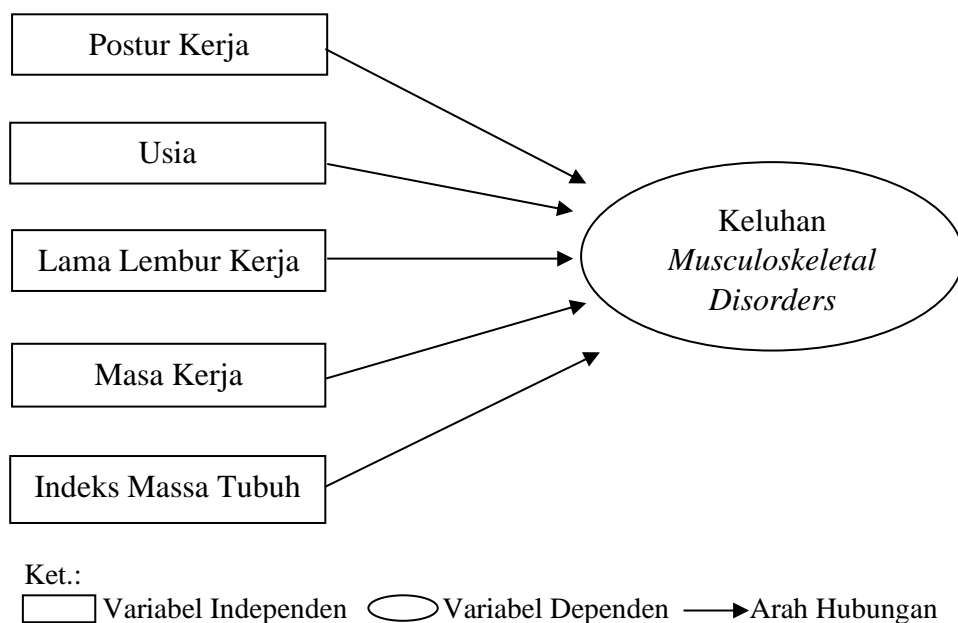 Postur Kerja
Usia
Lama Lembur Kerja
Masa Kerja
Indeks Massa Tubuh
Keluhan
Musculoskeletal
Disorders
Ket.:
Variabel Independen Variabel Dependen Arah Hubungan